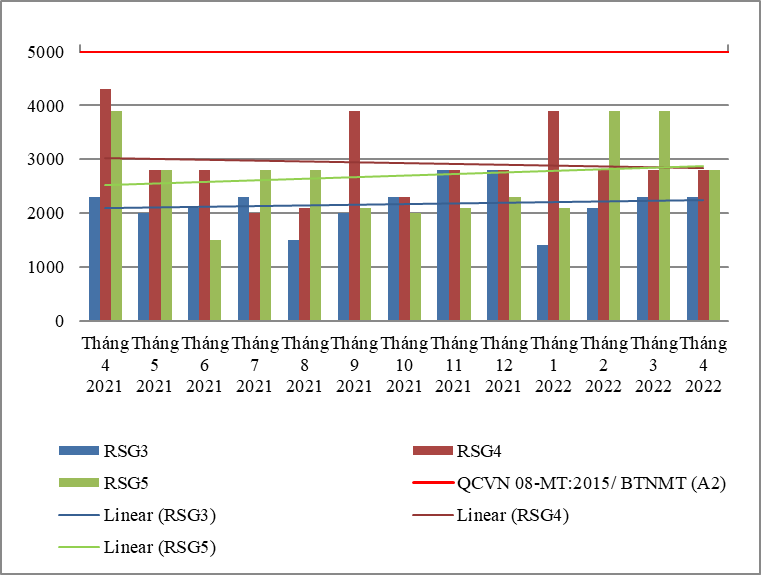 5000
4000
3000
2000
1000
0
Tháng Tháng Tháng Tháng Tháng Tháng Tháng Tháng Tháng Tháng Tháng Tháng Tháng
4 5 6 7 8 9 10 11 12 1 2 3 4
2021 2021 2021 2021 2021 2021 2021 2021 2021 2022 2022 2022 2022
RSG3 RSG4
RSG5 QCVN 08-MT:2015/ BTNMT (A2)
Linear (RSG3) Linear (RSG4)
Linear (RSG5)